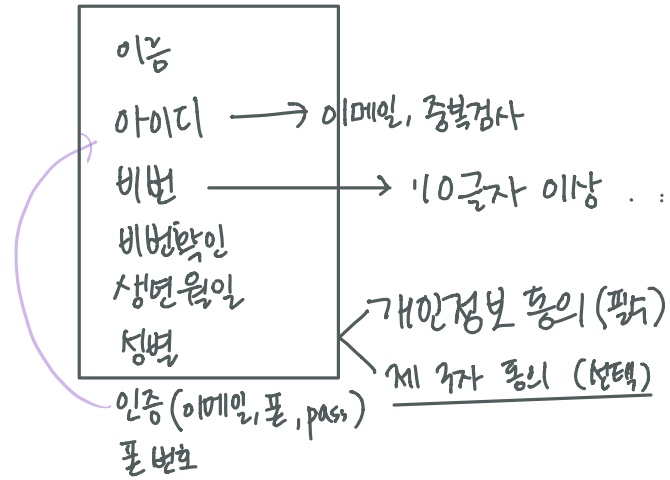 이름
아이디 → 이메일, 중복검사
비번 → 10글자 이상 . :
비번확인
생년월일
성별
개인정보 동의 (필수)
제 3자 동의 (선택)
인증 (이메일, 폰, pass)
폰 번호